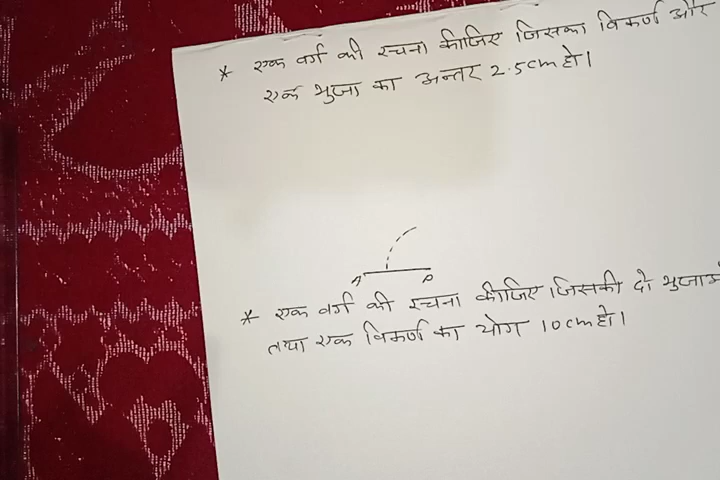 * एक वर्ग की रचना कीजिए जिसका विकर्ण और
एक भुजा का अन्तर 2.5cm हो।
A
* एक वर्ग की रचना कीजिए जिसकी दो भुजाओं
तथा एक विकर्ण का योग 10cm हो।